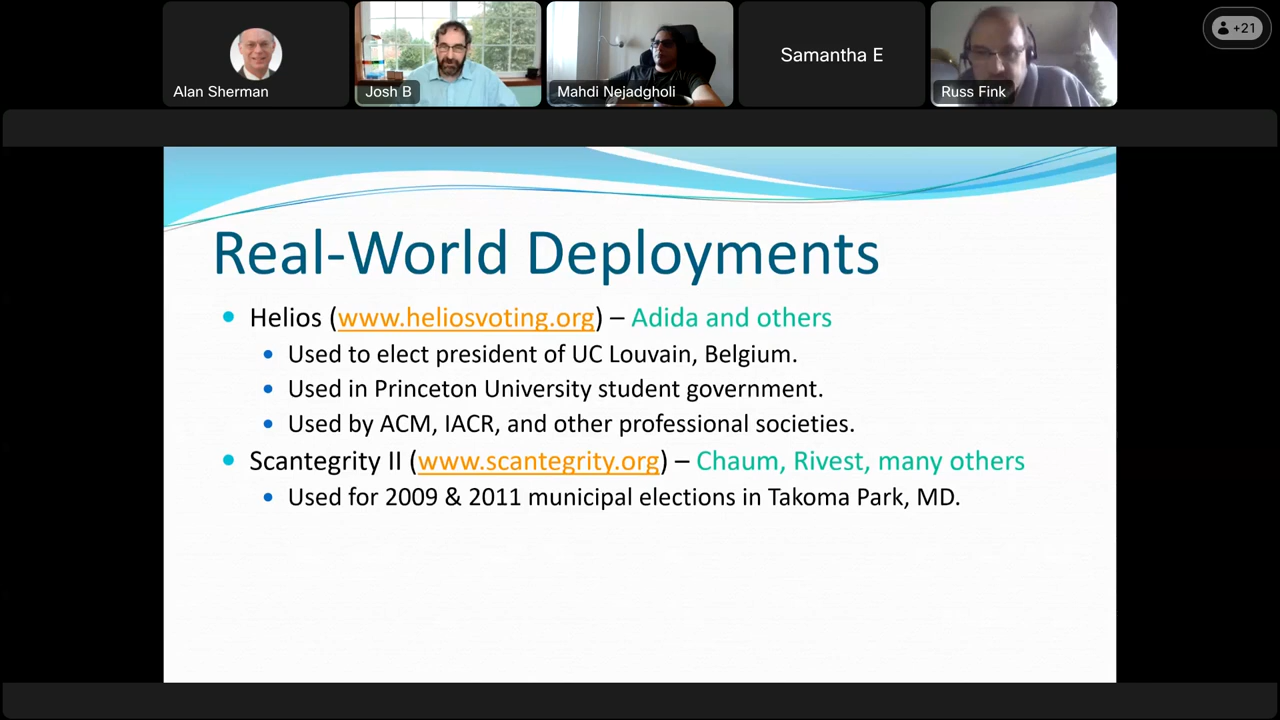 Alan Sherman
Josh B
Mahdi Nejadgholi
Samantha E
Russ Fink
+21
Real-World Deployments
• Helios (www.heliosvoting.org) – Adida and others
• Used to elect president of UC Louvain, Belgium.
• Used in Princeton University student government.
• Used by ACM, IACR, and other professional societies.
• Scantegrity II (www.scantegrity.org) – Chaum, Rivest, many others
• Used for 2009 & 2011 municipal elections in Takoma Park, MD.